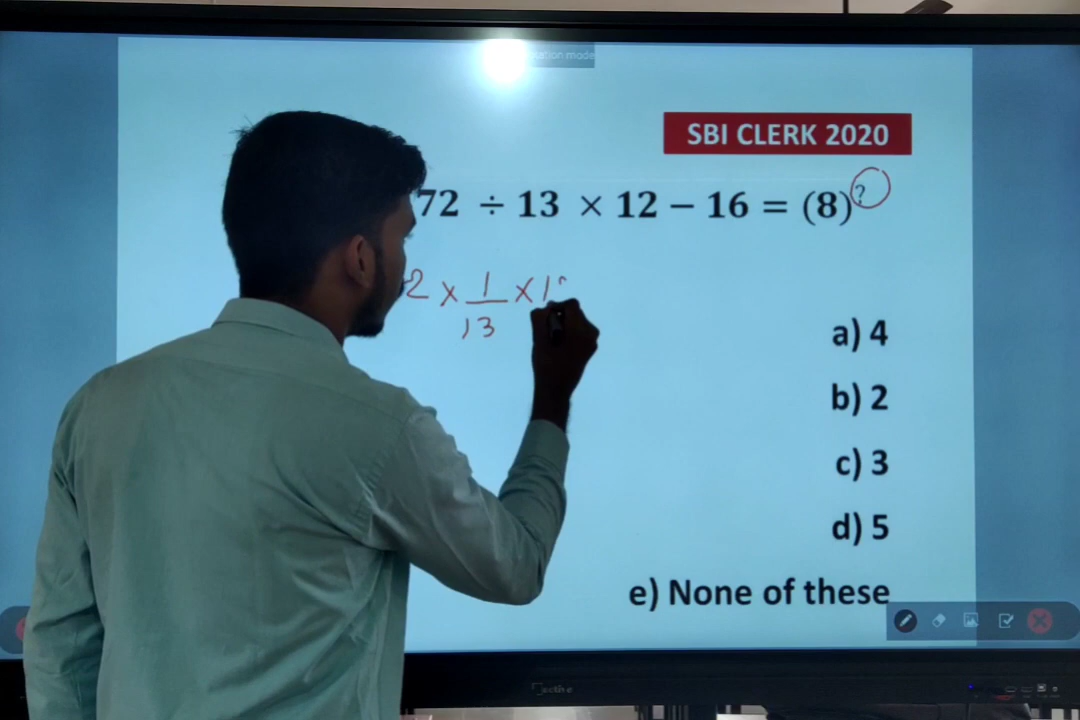 SBI CLERK 2020
72 ÷ 13 × 12 − 16 = (8)^?
2 × 1/13 × 1
a) 4
b) 2
c) 3
d) 5
e) None of these